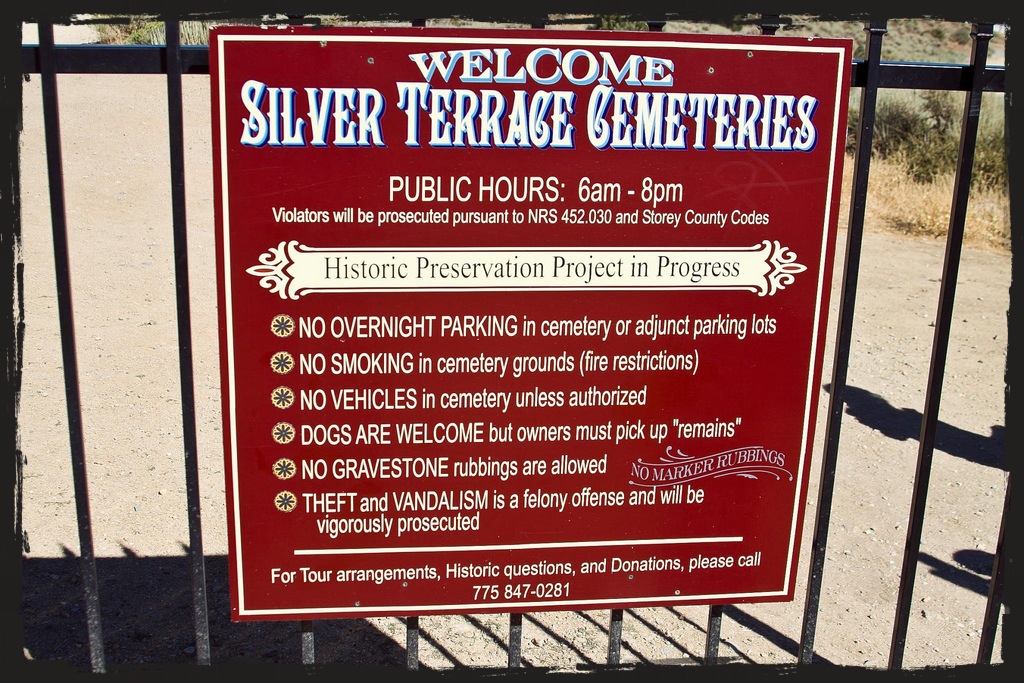 WELCOME
SILVER TERRACE CEMETERIES
PUBLIC HOURS: 6am - 8pm
Violators will be prosecuted pursuant to NRS 452.030 and Storey County Codes
Historic Preservation Project in Progress
NO OVERNIGHT PARKING in cemetery or adjunct parking lots
NO SMOKING in cemetery grounds (fire restrictions)
NO VEHICLES in cemetery unless authorized
DOGS ARE WELCOME but owners must pick up "remains"
NO GRAVESTONE rubbings are allowed
NO MARKER RUBBINGS
THEFT and VANDALISM is a felony offense and will be
vigorously prosecuted
For Tour arrangements, Historic questions, and Donations, please call
775 847-0281